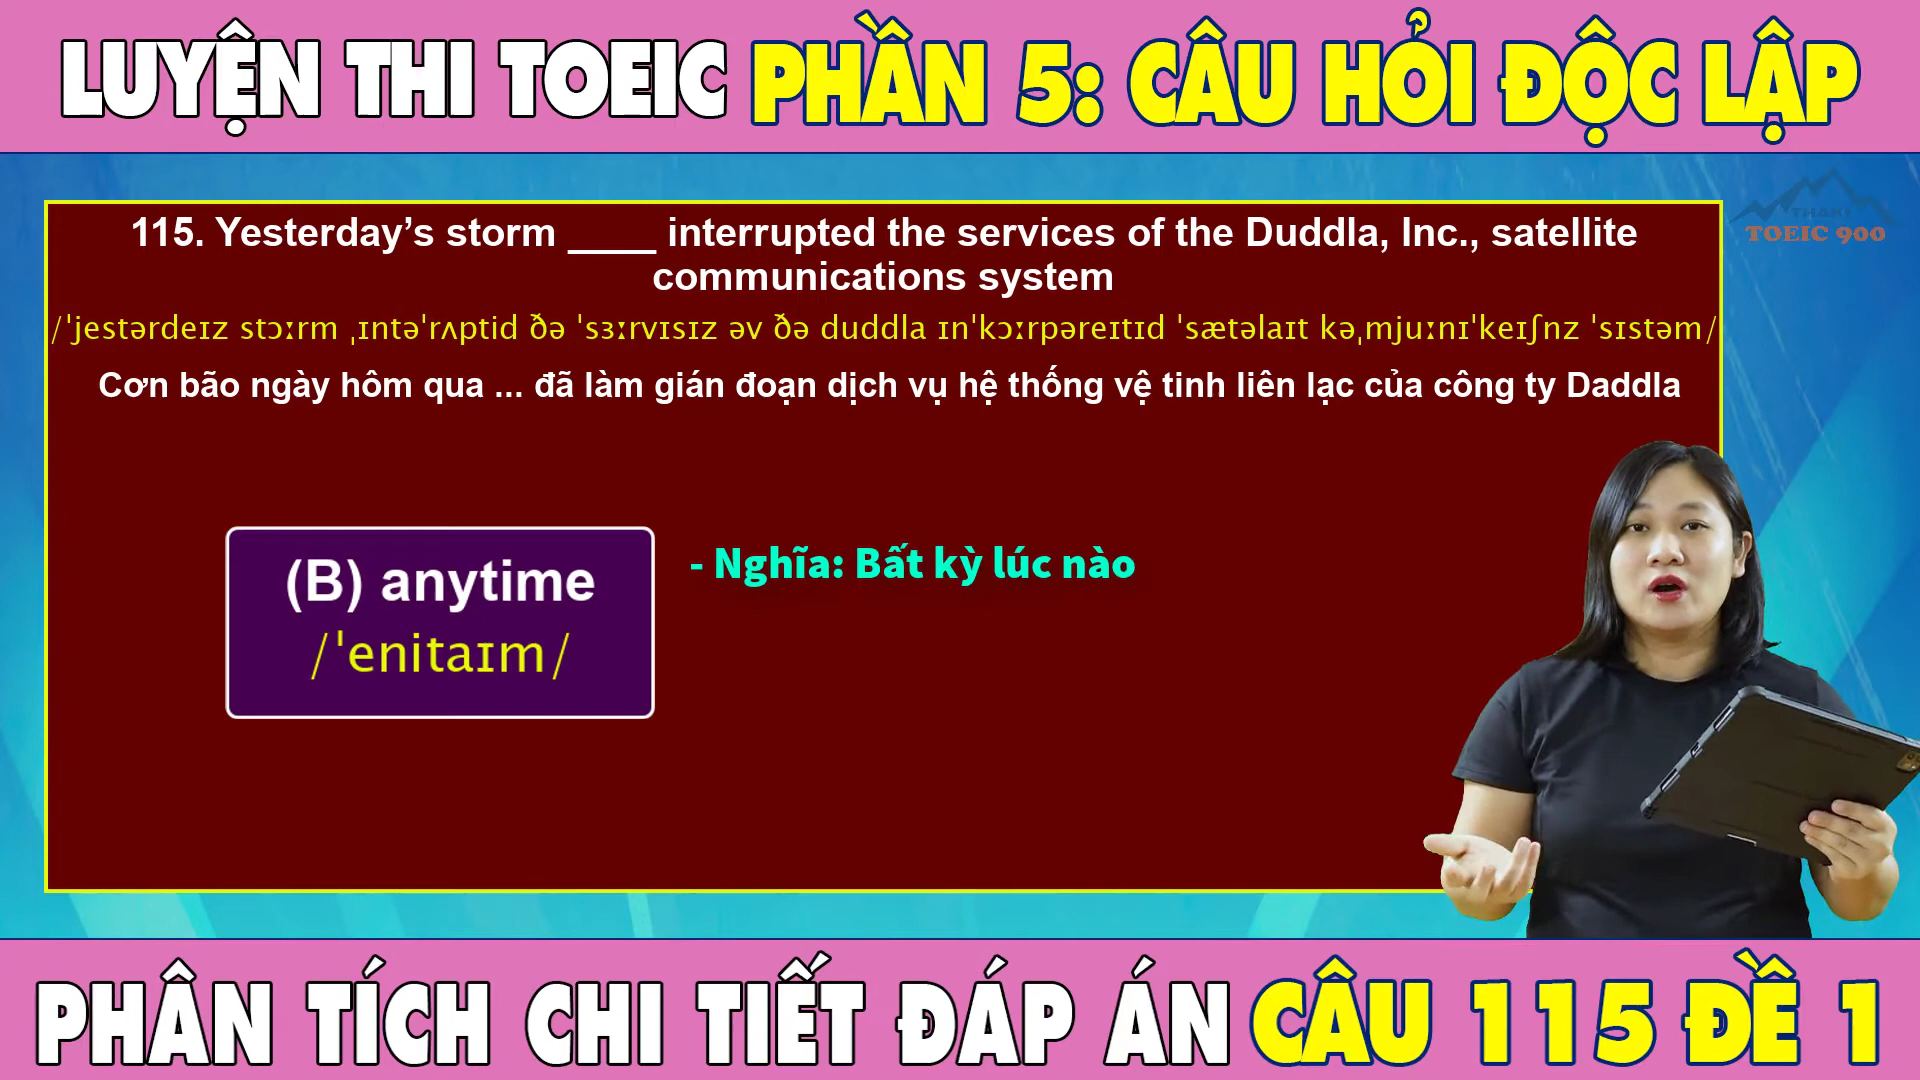 LUYỆN THI TOEIC PHẦN 5: CÂU HỎI ĐỘC LẬP
THAKI
TOEIC 900
115. Yesterday’s storm ____ interrupted the services of the Duddla, Inc., satellite
communications system
/ˈjestərdeɪz stɔːrm ˌɪntəˈrʌptid ðə ˈsɜːrvɪsɪz əv ðə duddla ɪnˈkɔːrpəreɪtɪd ˈsætəlaɪt kəˌmjuːnɪˈkeɪʃnz ˈsɪstəm/
Cơn bão ngày hôm qua ... đã làm gián đoạn dịch vụ hệ thống vệ tinh liên lạc của công ty Daddla
(B) anytime
/ˈenitaɪm/
- Nghĩa: Bất kỳ lúc nào
PHÂN TÍCH CHI TIẾT ĐÁP ÁN CÂU 115 ĐỀ 1